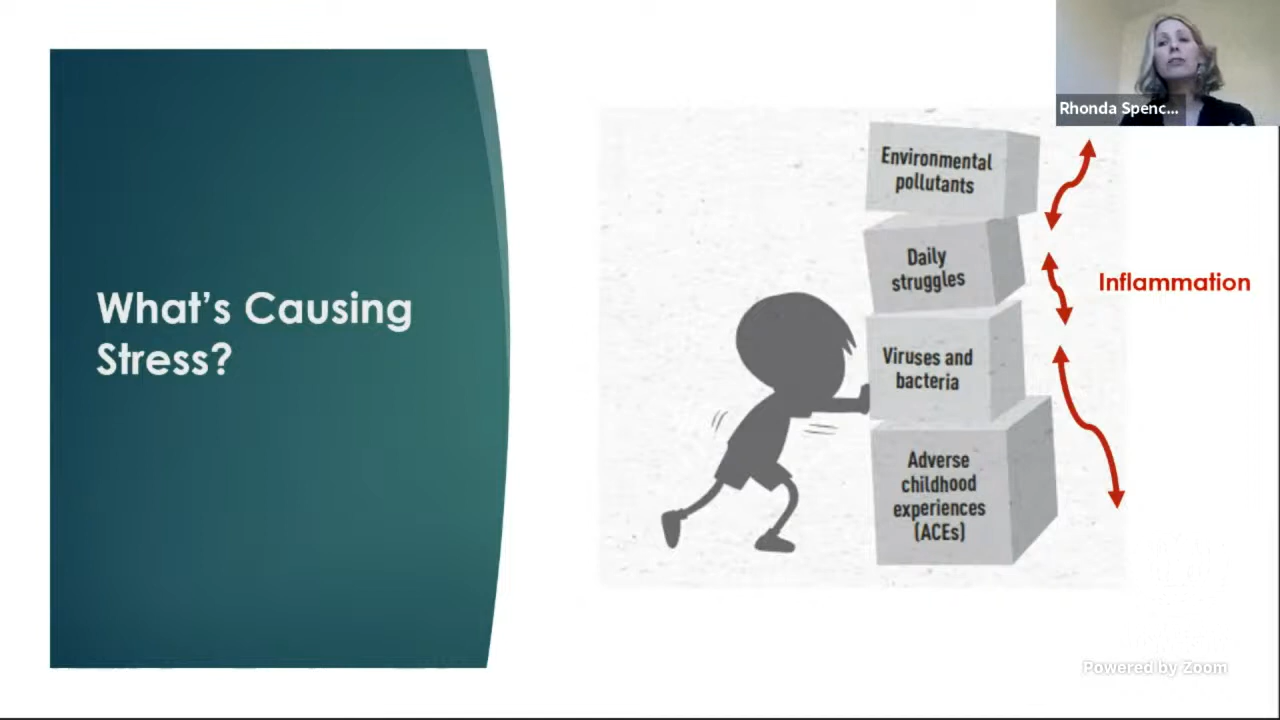 What's Causing
Stress?
Environmental
pollutants
Daily
struggles
Viruses and
bacteria
Adverse
childhood
experiences
(ACEs)
Inflammation
Rhonda Spenc...
Powered by Zoom